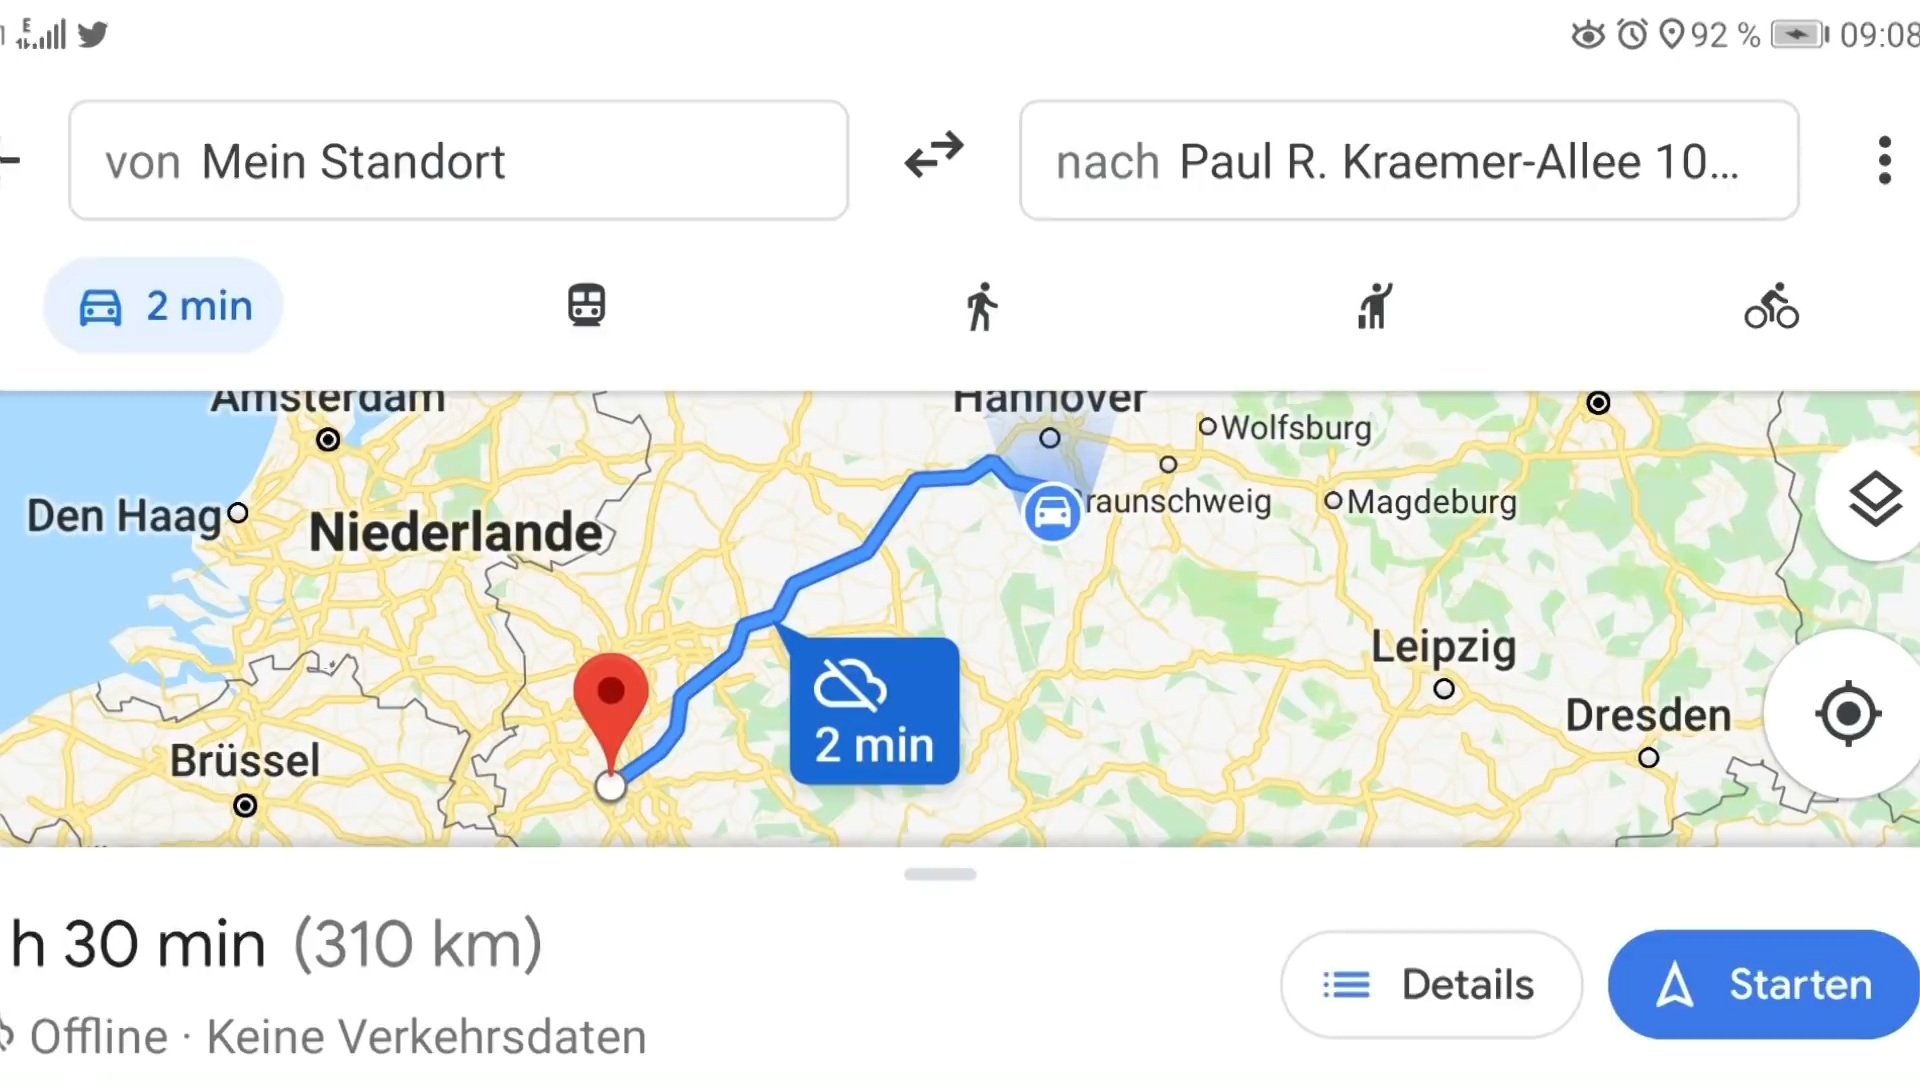 92 % 09:08
von Mein Standort
nach Paul R. Kraemer-Allee 10...
2 min
Amsterdam
Hannover
Wolfsburg
Den Haag
Niederlande
raunschweig
Magdeburg
Leipzig
2 min
Dresden
Brüssel
h 30 min (310 km)
Details
Starten
Offline · Keine Verkehrsdaten